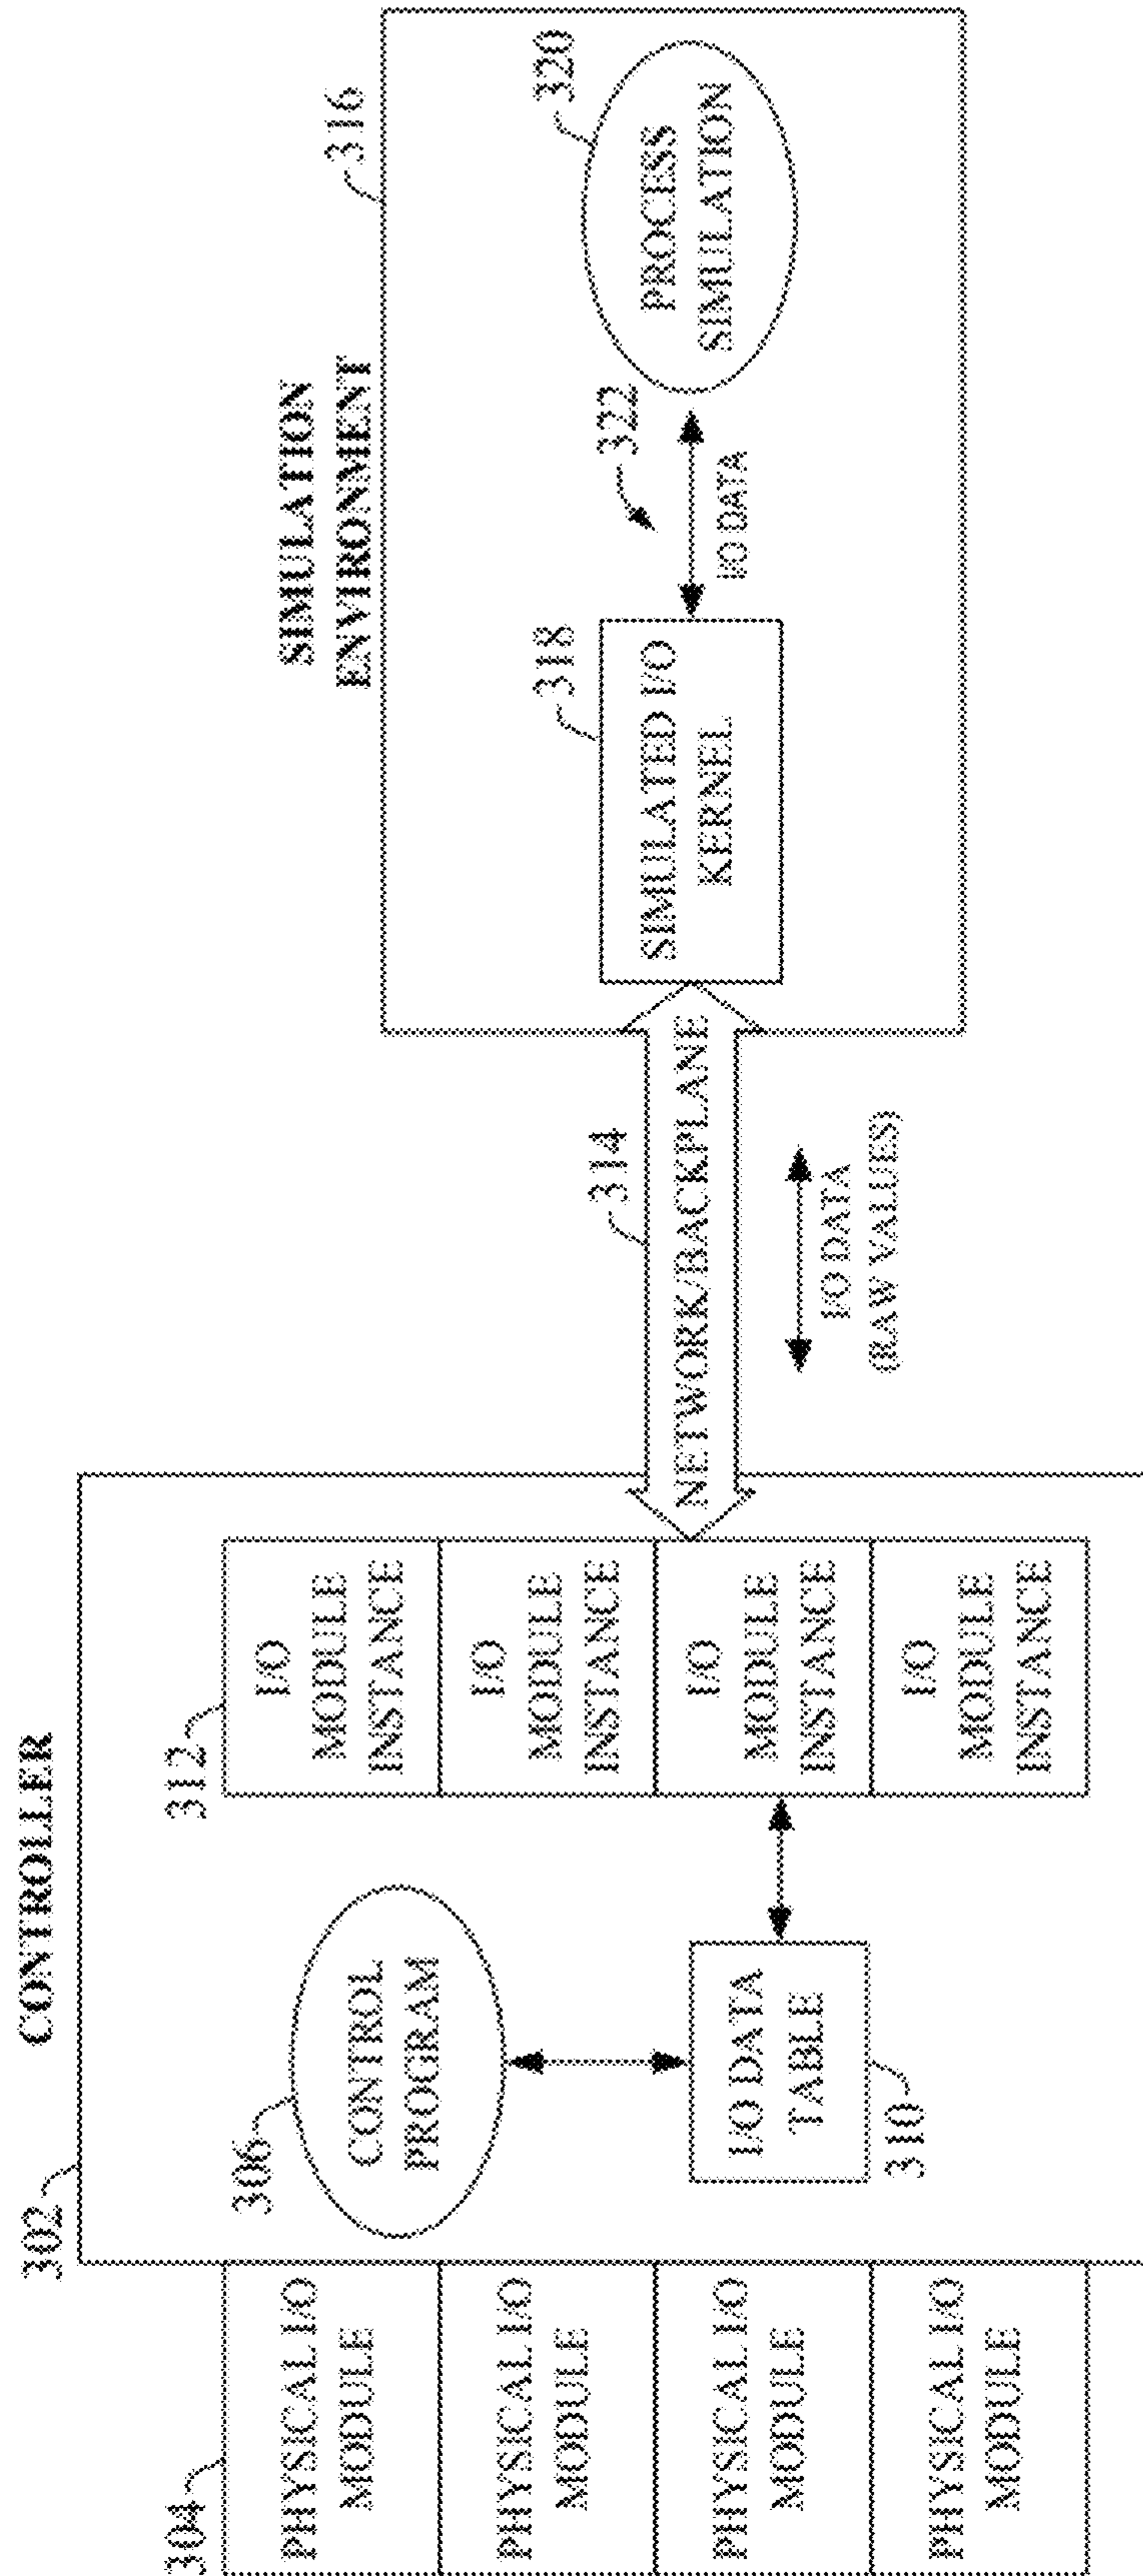 CONTROLLER
302
304
PHYSICAL I/O
MODULE
PHYSICAL I/O
MODULE
PHYSICAL I/O
MODULE
PHYSICAL I/O
MODULE
306
CONTROL
PROGRAM
I/O DATA
TABLE
310
312
I/O
MODULE
INSTANCE
I/O
MODULE
INSTANCE
I/O
MODULE
INSTANCE
I/O
MODULE
INSTANCE
314
NETWORK/BACKPLANE
I/O DATA
(RAW VALUES)
SIMULATION
ENVIRONMENT
316
318
SIMULATED I/O
KERNEL
322
I/O DATA
320
PROCESS
SIMULATION